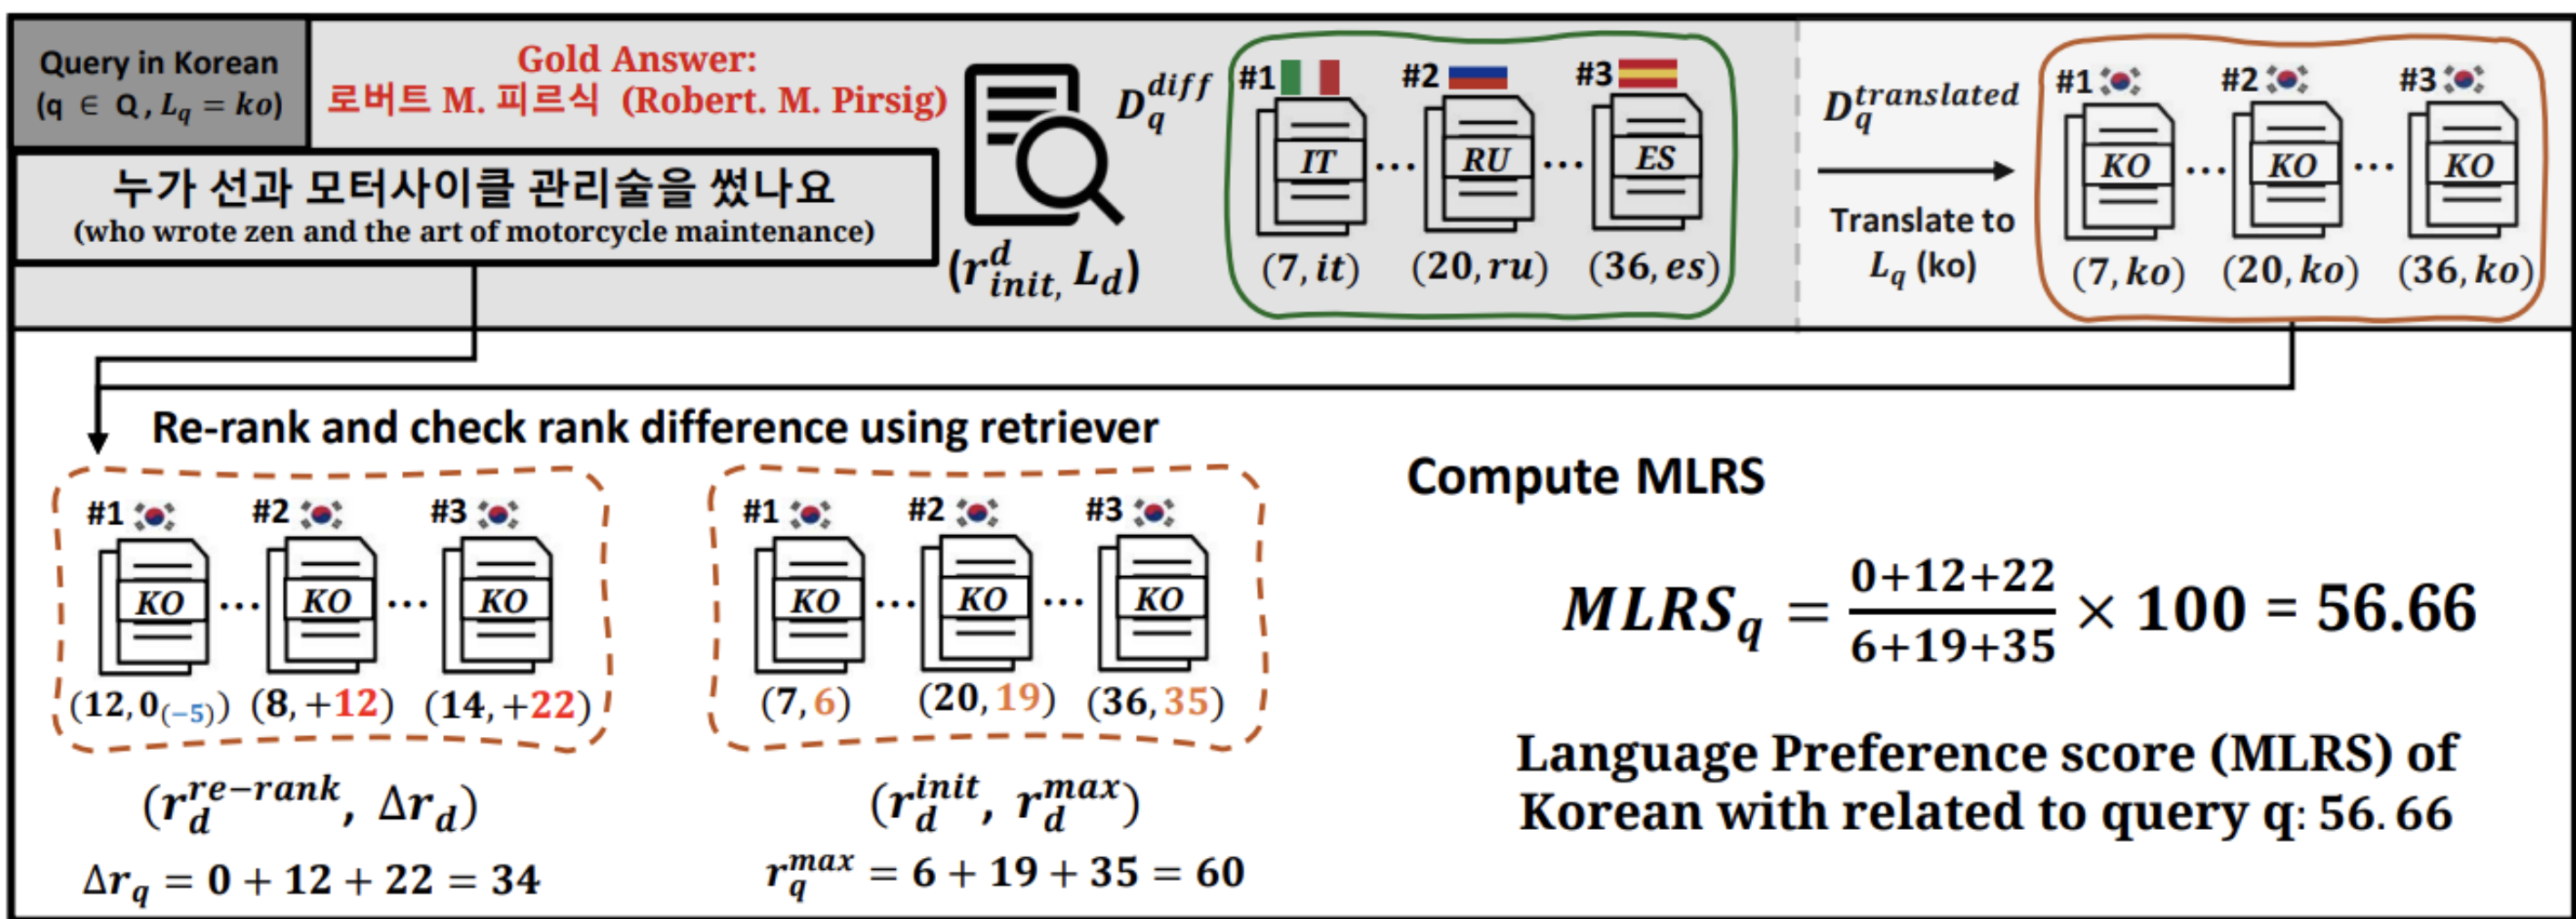 Query in Korean
(q ∈ Q , L_q = ko)
Gold Answer:
로버트 M. 피르식 (Robert. M. Pirsig)
누가 선과 모터사이클 관리술을 썼나요
(who wrote zen and the art of motorcycle maintenance)
(r_{init,}^{d} L_d)
D_q^{diff}
#1 #2 #3
IT ... RU ... ES
(7, it) (20, ru) (36, es)
D_q^{translated}
Translate to
L_q (ko)
#1 #2 #3
KO ... KO ... KO
(7, ko) (20, ko) (36, ko)
Re-rank and check rank difference using retriever
#1 #2 #3
KO ... KO ... KO
(12, 0_{(−5)}) (8, +12) (14, +22)
(r_d^{re−rank}, Δr_d)
Δr_q = 0 + 12 + 22 = 34
#1 #2 #3
KO ... KO ... KO
(7, 6) (20, 19) (36, 35)
(r_d^{init}, r_d^{max})
r_q^{max} = 6 + 19 + 35 = 60
Compute MLRS
MLRS_q = \frac{0+12+22}{6+19+35} × 100 = 56.66
Language Preference score (MLRS) of
Korean with related to query q: 56.66